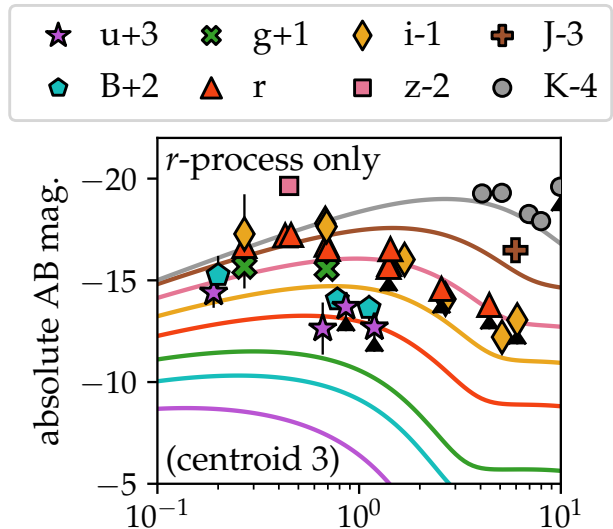 u+3 g+1 i-1 J-3
B+2 r z-2 K-4
absolute AB mag.
−20
−15
−10
−5
r-process only
(centroid 3)
10⁻¹ 10⁰ 10¹